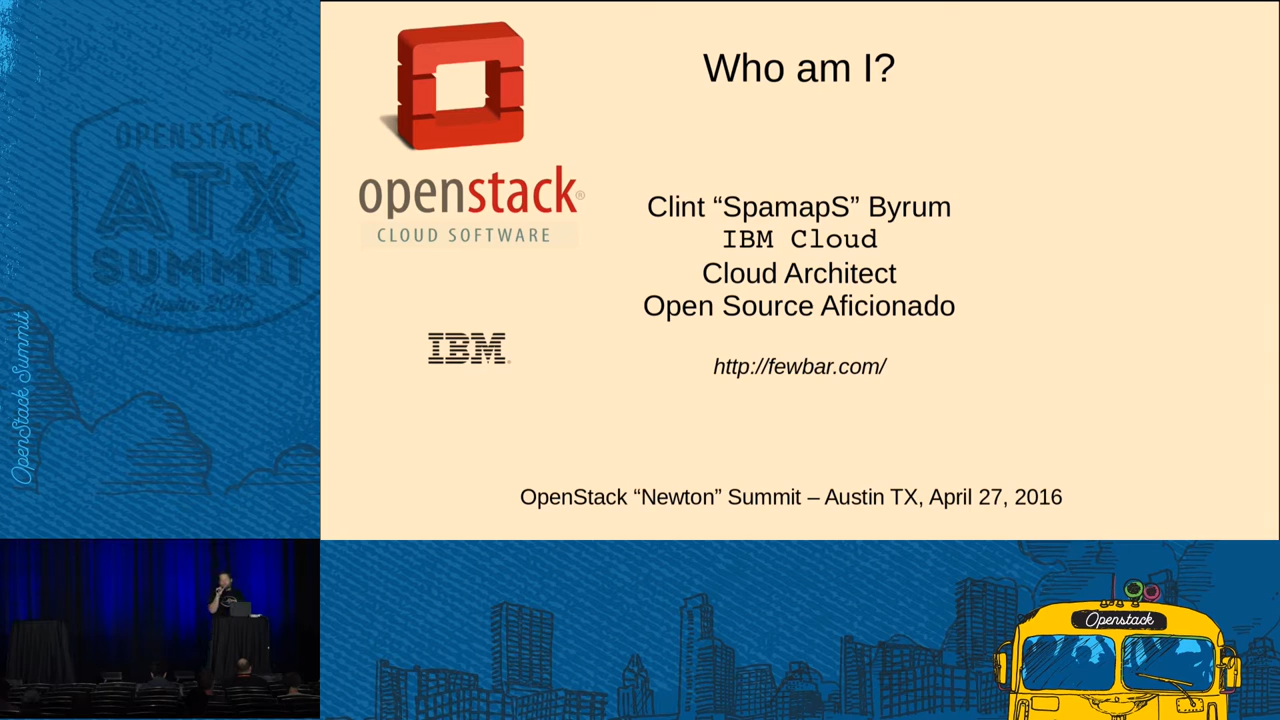 OPENSTACK
ATX
SUMMIT
Austin 2016
OpenStack Summit
openstack®
CLOUD SOFTWARE
IBM®
Who am I?
Clint “SpamapS” Byrum
IBM Cloud
Cloud Architect
Open Source Aficionado
http://fewbar.com/
OpenStack “Newton” Summit – Austin TX, April 27, 2016
Openstack